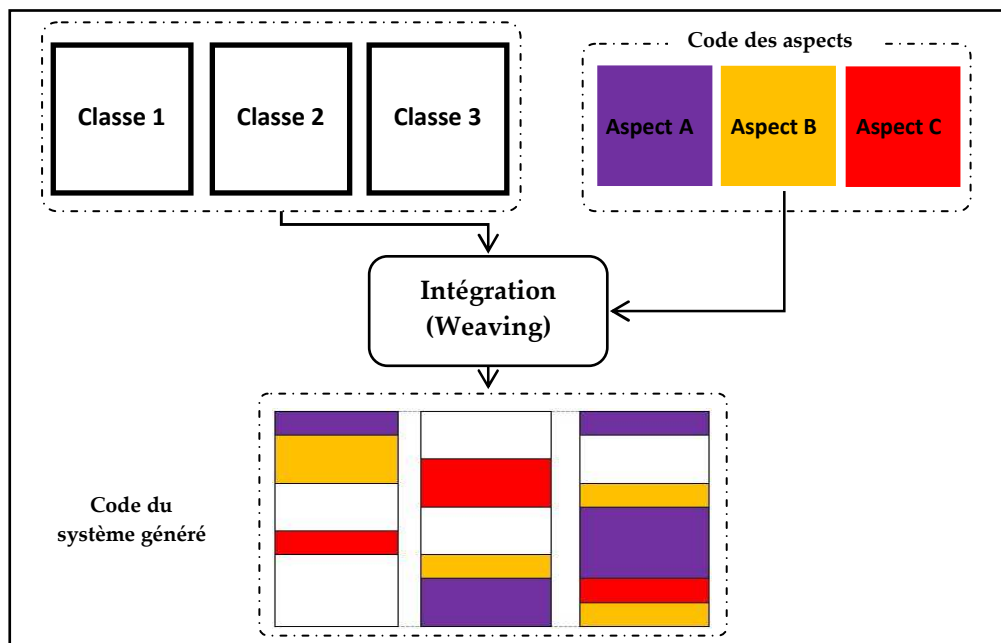 Code des aspects
Classe 1
Classe 2
Classe 3
Aspect A
Aspect B
Aspect C
Intégration
(Weaving)
Code du
système généré